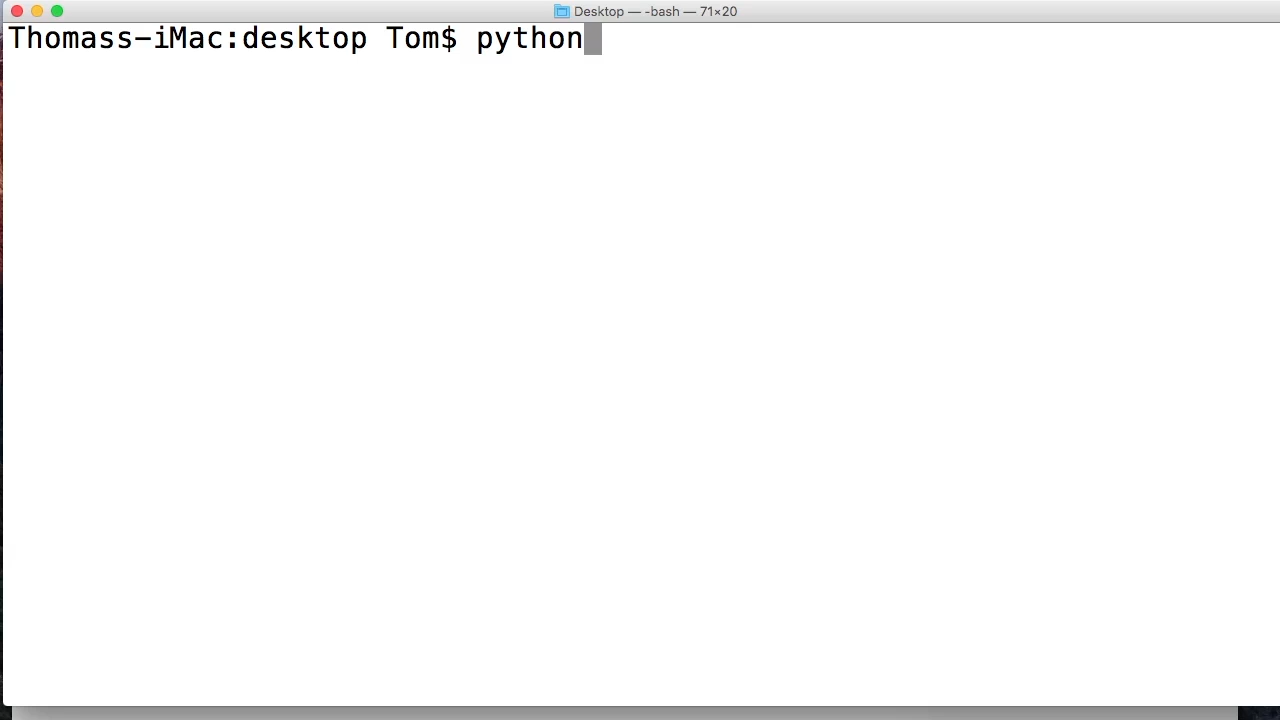 Desktop — -bash — 71×20
Thomass-iMac:desktop Tom$ python